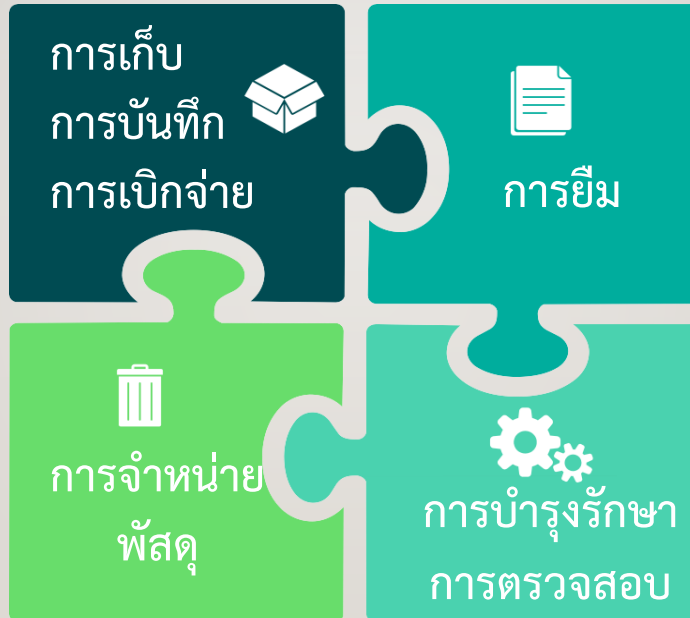 การเก็บ
การบันทึก
การเบิกจ่าย
การยืม
การจำหน่าย
พัสดุ
การบำรุงรักษา
การตรวจสอบ